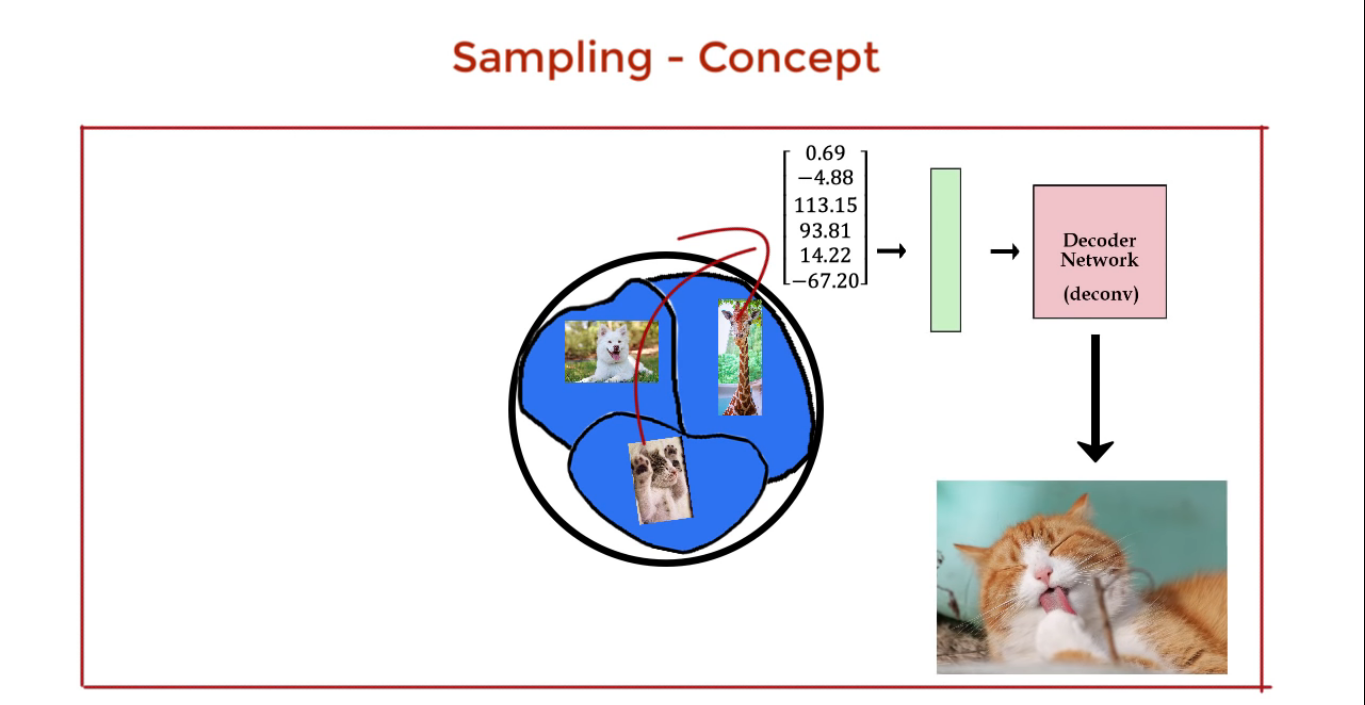 Sampling - Concept
0.69
−4.88
113.15
93.81
14.22
−67.20
Decoder
Network
(deconv)